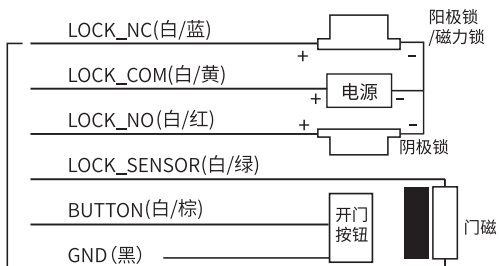 LOCK_NC(白/蓝)
阳极锁
/磁力锁
+
-
LOCK_COM(白/黄)
电源
+
-
LOCK_NO(白/红)
+
-
阴极锁
LOCK_SENSOR(白/绿)
BUTTON(白/棕)
开门
按钮
门磁
GND(黑)